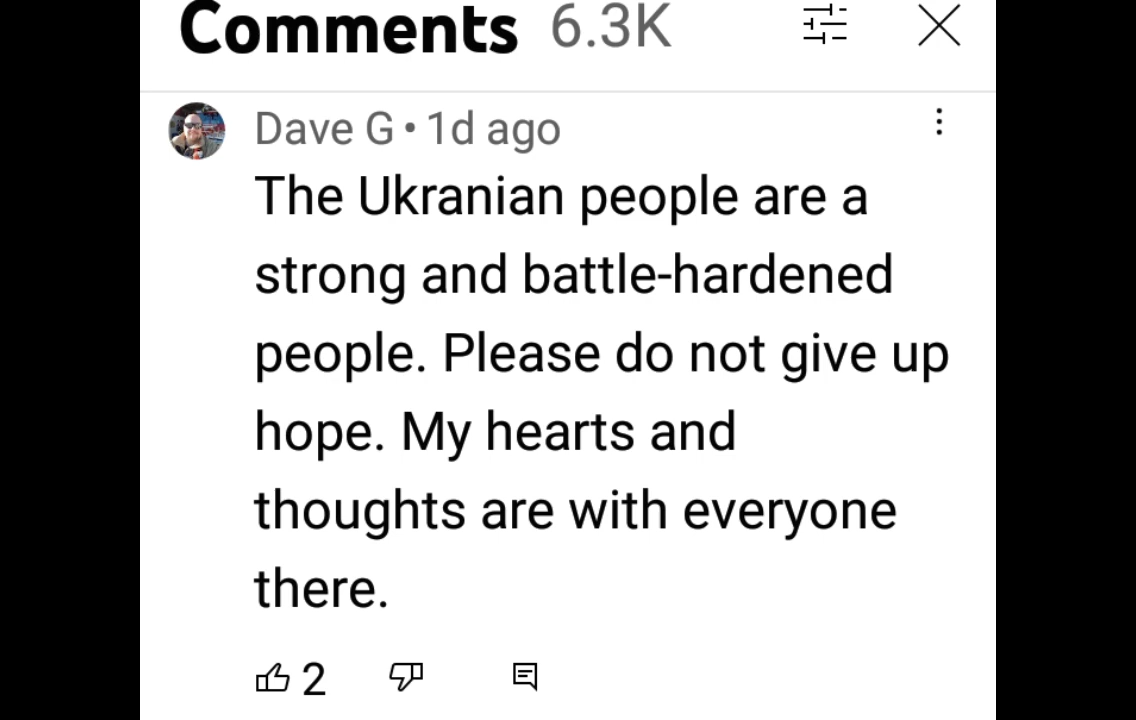 Comments 6.3K
Dave G • 1d ago
The Ukranian people are a
strong and battle-hardened
people. Please do not give up
hope. My hearts and
thoughts are with everyone
there.
2